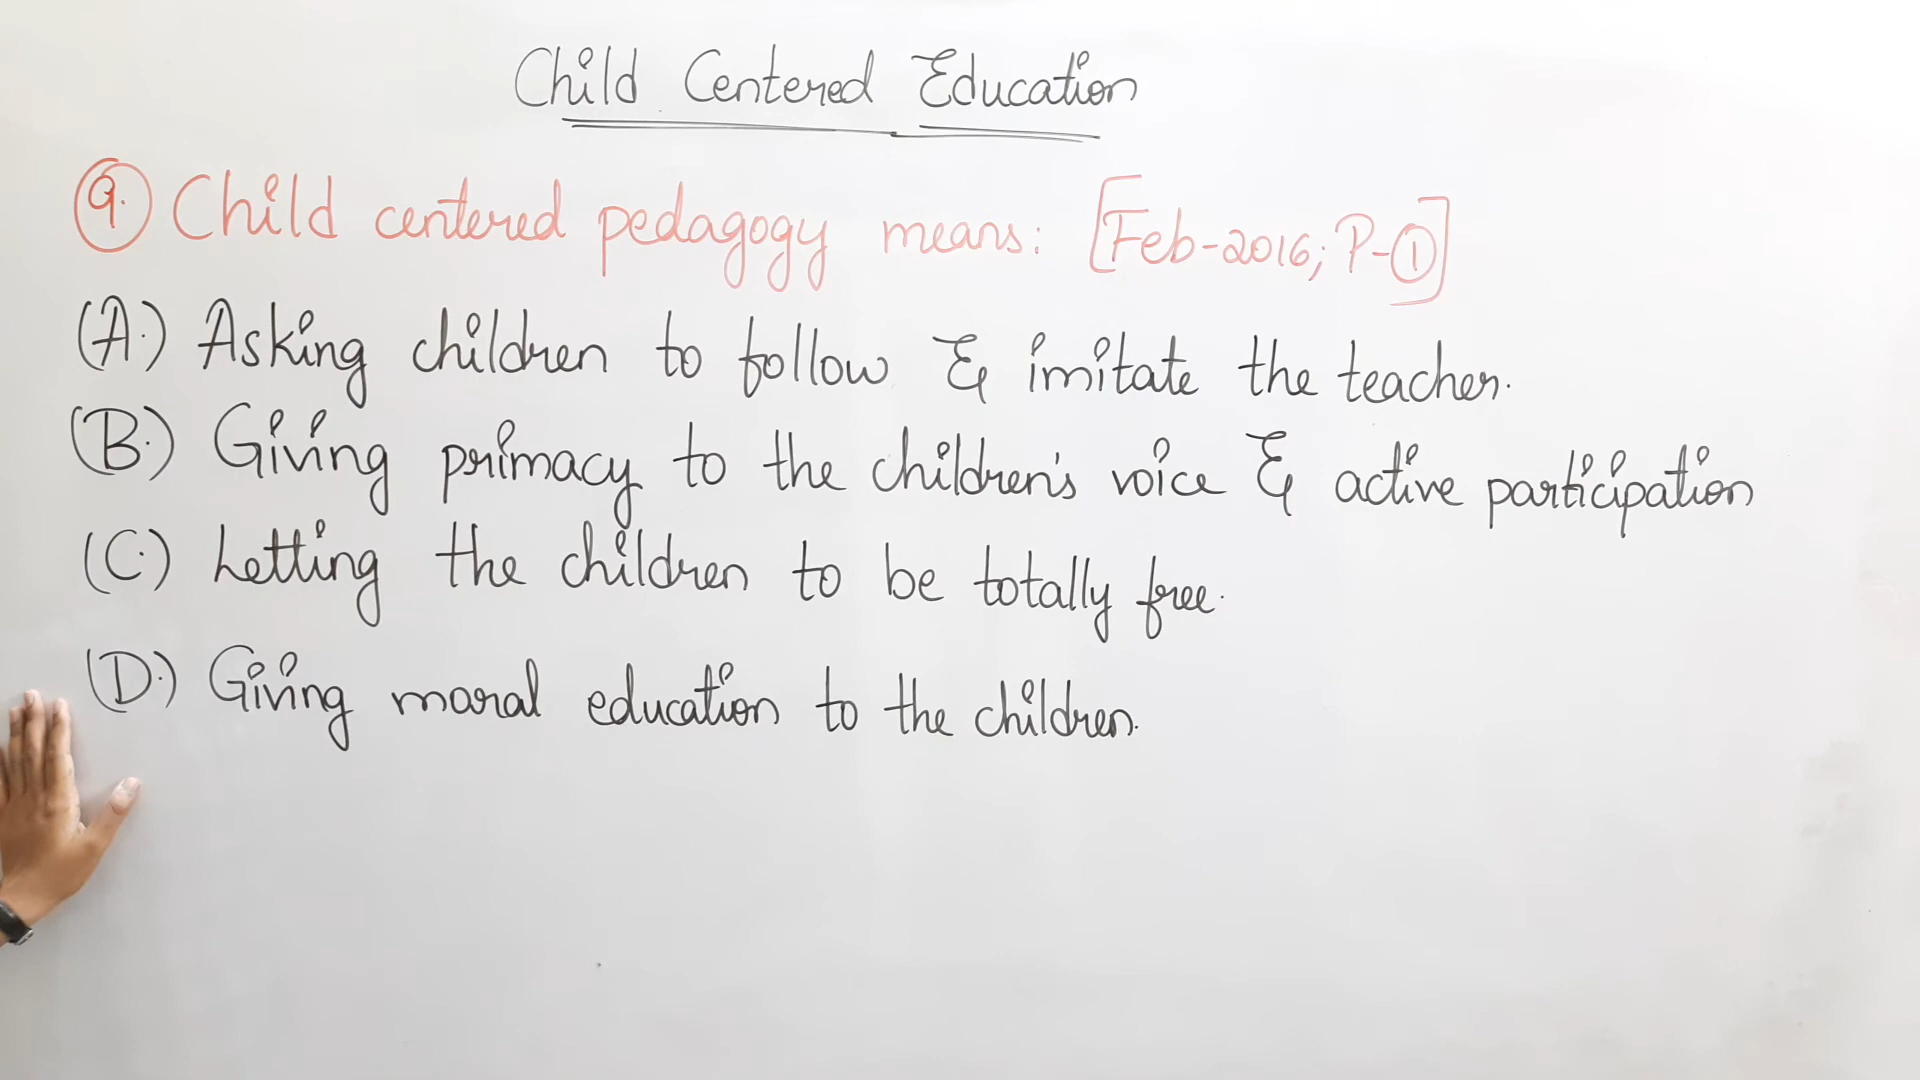 Child Centered Education
Q. Child centered pedagogy means: [Feb-2016; P-1]
(A.) Asking children to follow & imitate the teacher.
(B.) Giving primacy to the children's voice & active participation
(C.) Letting the children to be totally free.
(D.) Giving moral education to the children.